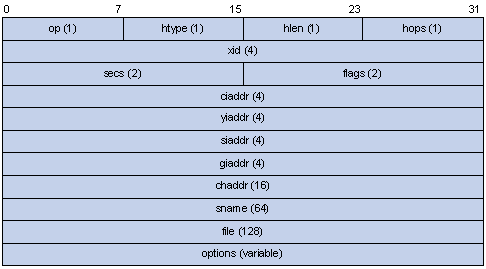 0 7 15 23 31
op (1) htype (1) hlen (1) hops (1)
xid (4)
secs (2) flags (2)
ciaddr (4)
yiaddr (4)
siaddr (4)
giaddr (4)
chaddr (16)
sname (64)
file (128)
options (variable)